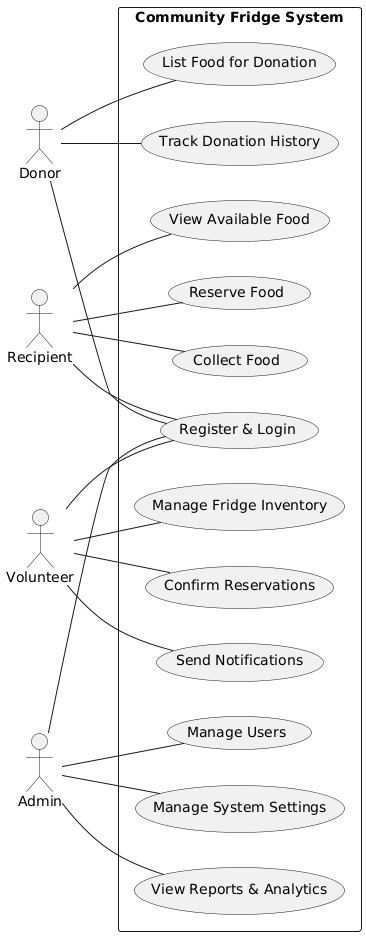 Community Fridge System
List Food for Donation
Track Donation History
Donor
View Available Food
Reserve Food
Recipient
Collect Food
Register & Login
Manage Fridge Inventory
Volunteer
Confirm Reservations
Send Notifications
Manage Users
Admin
Manage System Settings
View Reports & Analytics